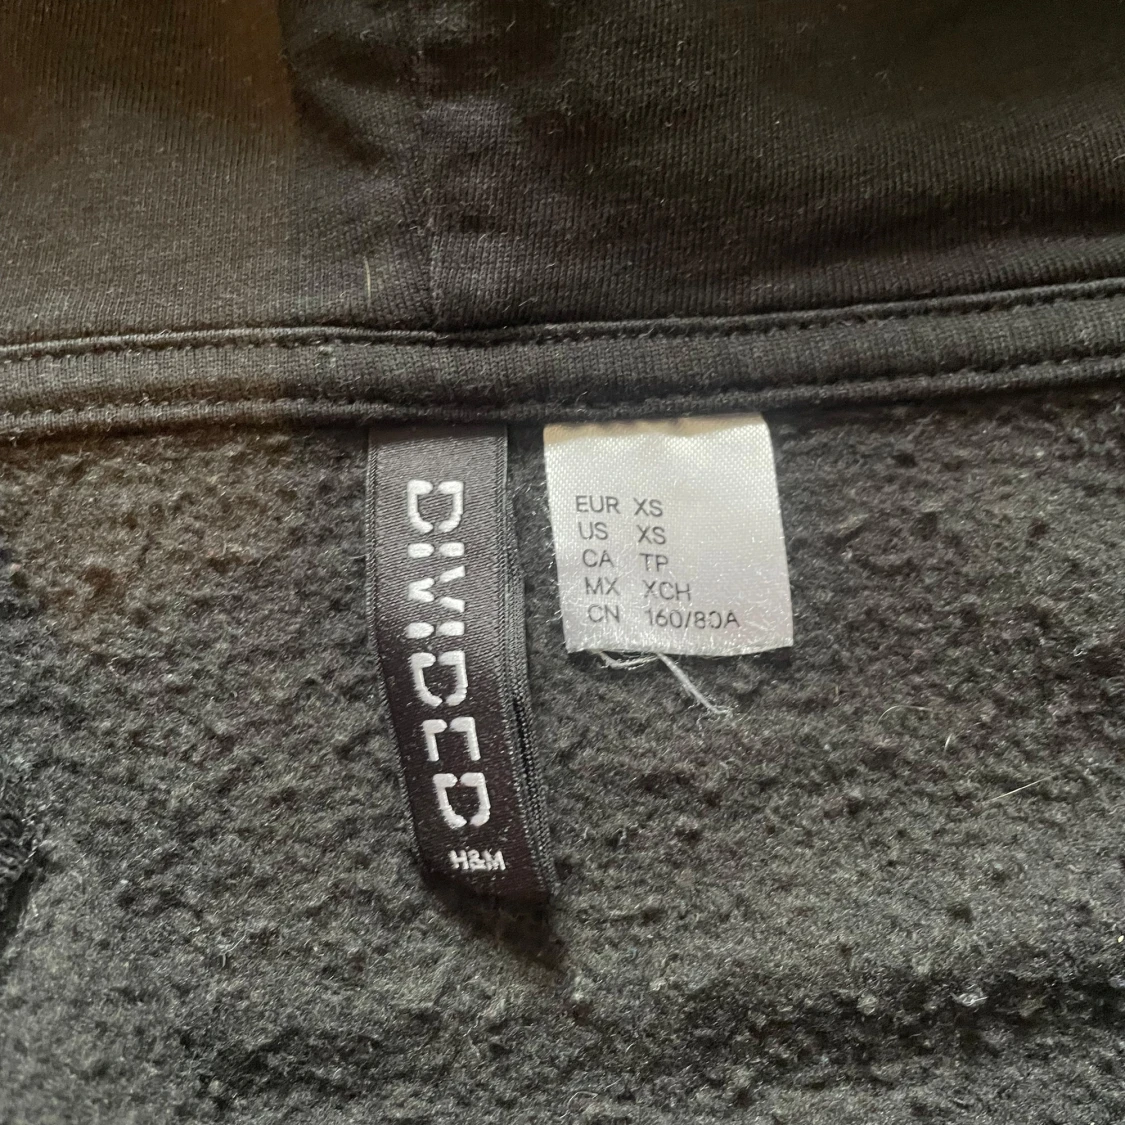 DIVIDED
H&M
EUR XS
US XS
CA TP
MX XCH
CN 160/80A